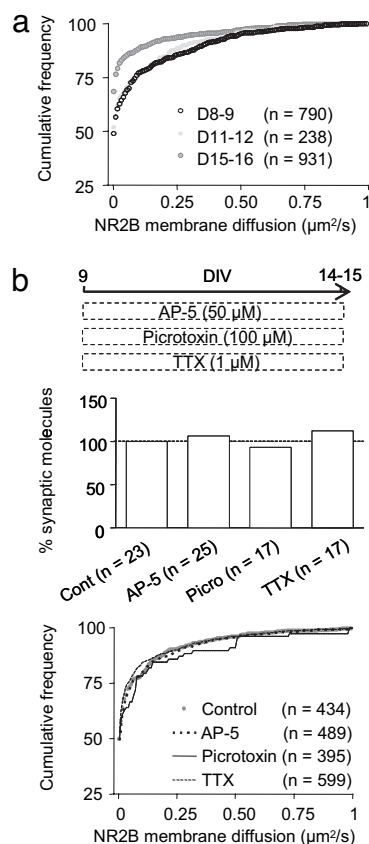 a
Cumulative frequency
100
75
50
25
D8-9 (n = 790)
D11-12 (n = 238)
D15-16 (n = 931)
0 0.25 0.50 0.75 1
NR2B membrane diffusion (µm²/s)
b
9 DIV 14-15
AP-5 (50 µM)
Picrotoxin (100 µM)
TTX (1 µM)
% synaptic molecules
150
100
50
0
Cont (n = 23)
AP-5 (n = 25)
Picro (n = 17)
TTX (n = 17)
Cumulative frequency
100
75
50
25
Control (n = 434)
AP-5 (n = 489)
Picrotoxin (n = 395)
TTX (n = 599)
0 0.25 0.50 0.75 1
NR2B membrane diffusion (µm²/s)